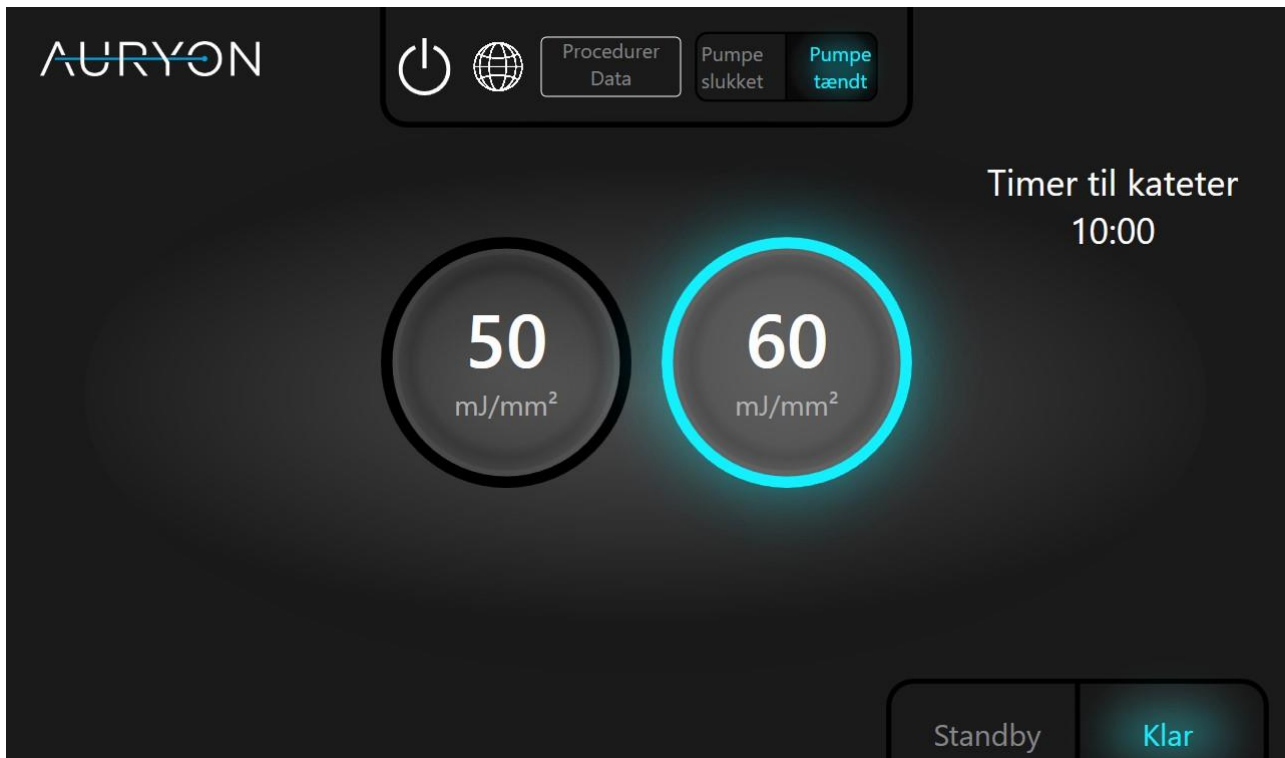 AURYON
Procedurer
Data
Pumpe
slukket
Pumpe
tændt
Timer til kateter
10:00
50
mJ/mm²
60
mJ/mm²
Standby
Klar